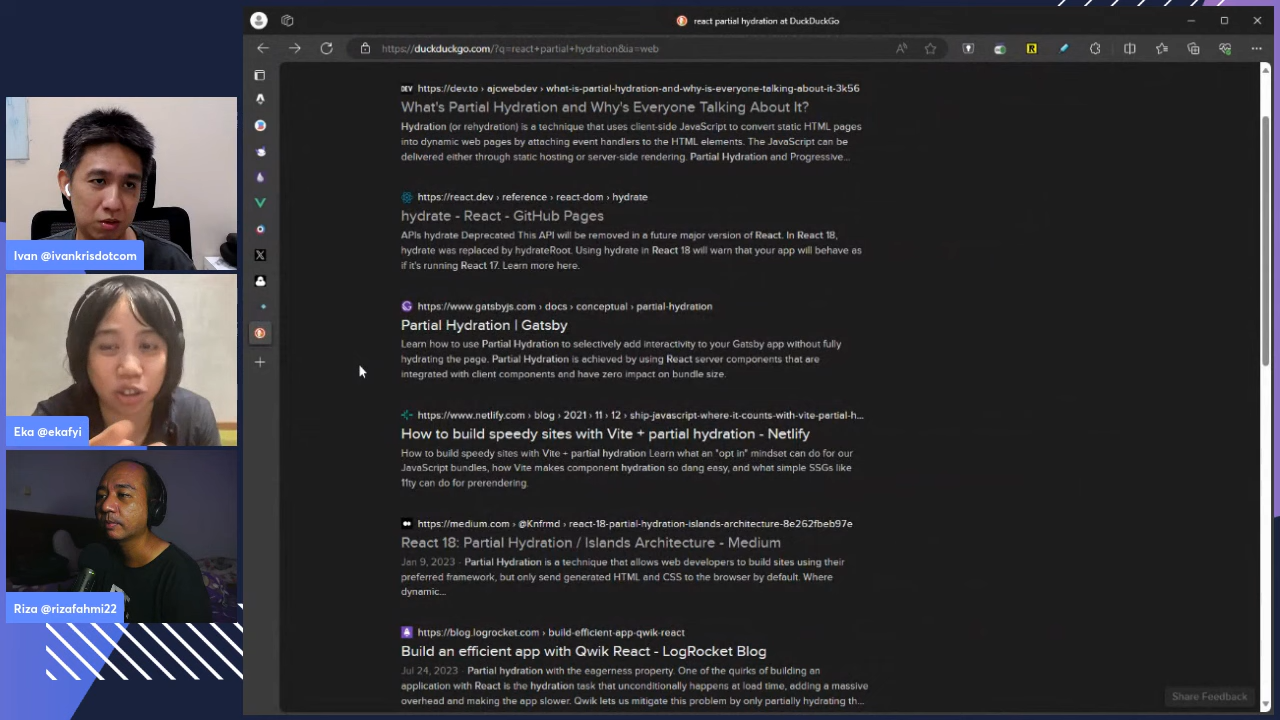 react partial hydration at DuckDuckGo
https://duckduckgo.com/?q=react+partial+hydration&ia=web
DEV https://dev.to › ajcwebdev › what-is-partial-hydration-and-why-is-everyone-talking-about-it-3k56
What's Partial Hydration and Why's Everyone Talking About It?
Hydration (or rehydration) is a technique that uses client-side JavaScript to convert static HTML pages
into dynamic web pages by attaching event handlers to the HTML elements. The JavaScript can be
delivered either through static hosting or server-side rendering. Partial Hydration and Progressive...
https://react.dev › reference › react-dom › hydrate
hydrate - React - GitHub Pages
APIs hydrate Deprecated This API will be removed in a future major version of React. In React 18,
hydrate was replaced by hydrateRoot. Using hydrate in React 18 will warn that your app will behave as
if it's running React 17. Learn more here.
https://www.gatsbyjs.com › docs › conceptual › partial-hydration
Partial Hydration | Gatsby
Learn how to use Partial Hydration to selectively add interactivity to your Gatsby app without fully
hydrating the page. Partial Hydration is achieved by using React server components that are
integrated with client components and have zero impact on bundle size.
https://www.netlify.com › blog › 2021 › 11 › 12 › ship-javascript-where-it-counts-with-vite-partial-h...
How to build speedy sites with Vite + partial hydration - Netlify
How to build speedy sites with Vite + partial hydration Learn what an "opt in" mindset can do for our
JavaScript bundles, how Vite makes component hydration so dang easy, and what simple SSGs like
11ty can do for prerendering.
https://medium.com › @Knfrmd › react-18-partial-hydration-islands-architecture-8e262fbeb97e
React 18: Partial Hydration / Islands Architecture - Medium
Jan 9, 2023 - Partial Hydration is a technique that allows web developers to build sites using their
preferred framework, but only send generated HTML and CSS to the browser by default. Where
dynamic...
https://blog.logrocket.com › build-efficient-app-qwik-react
Build an efficient app with Qwik React - LogRocket Blog
Jul 24, 2023 - Partial hydration with the eagerness property. One of the quirks of building an
application with React is the hydration task that unconditionally happens at load time, adding a massive
overhead and making the app slower. Qwik lets us mitigate this problem by only partially hydrating th...
Share Feedback
Ivan @ivankrisdotcom
Eka @ekafyi
Riza @rizafahmi22